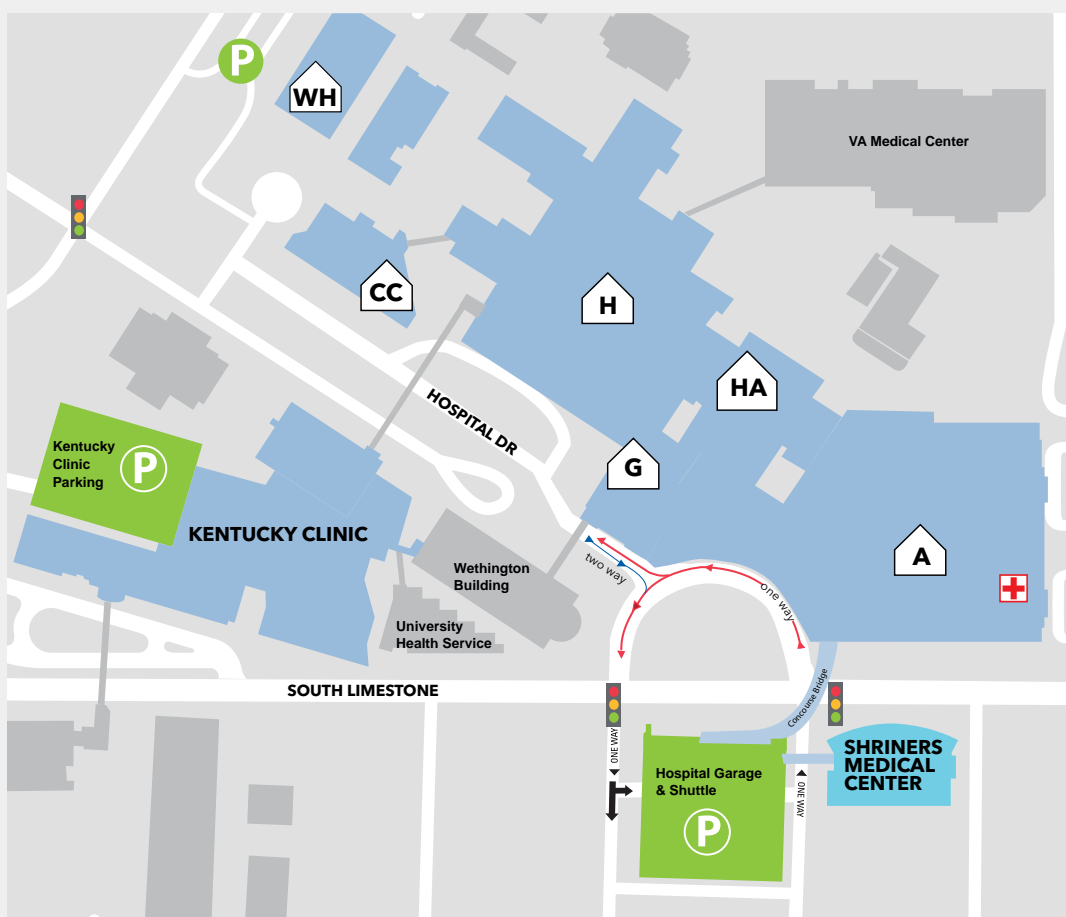 P
WH
VA Medical Center
CC
H
HA
HOSPITAL DR
Kentucky
Clinic
Parking
P
G
KENTUCKY CLINIC
A
two way
one way
Wethington
Building
University
Health Service
SOUTH LIMESTONE
Concourse Bridge
ONE WAY
SHRINERS
MEDICAL
CENTER
Hospital Garage
& Shuttle
P
ONE WAY